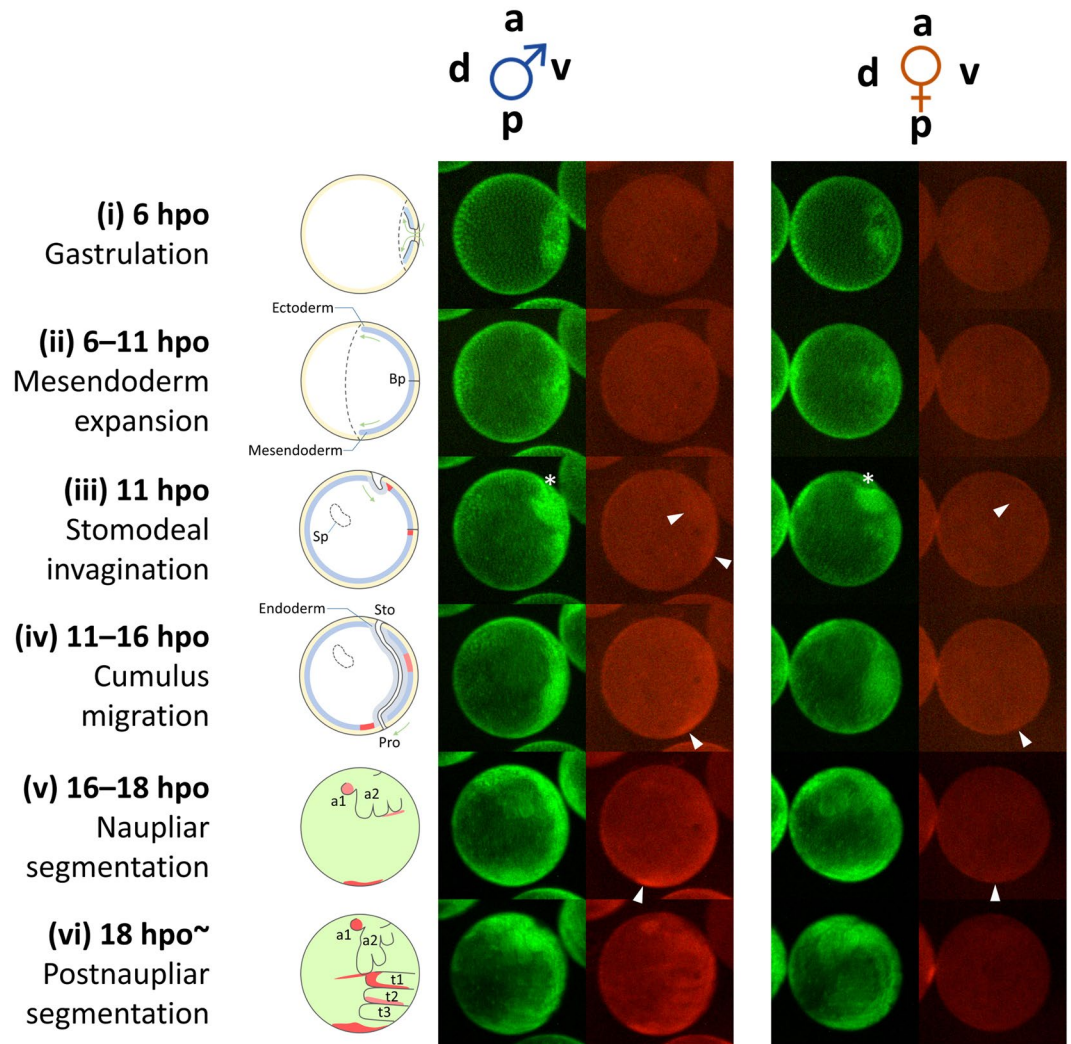 a
d ♂ v
p
a
d ♀ v
p
(i) 6 hpo
Gastrulation
(ii) 6–11 hpo
Mesendoderm
expansion
Ectoderm
Bp
Mesendoderm
(iii) 11 hpo
Stomodeal
invagination
Sp
*
*
(iv) 11–16 hpo
Cumulus
migration
Endoderm
Sto
Pro
(v) 16–18 hpo
Naupliar
segmentation
a1
a2
(vi) 18 hpo~
Postnaupliar
segmentation
a1
a2
t1
t2
t3